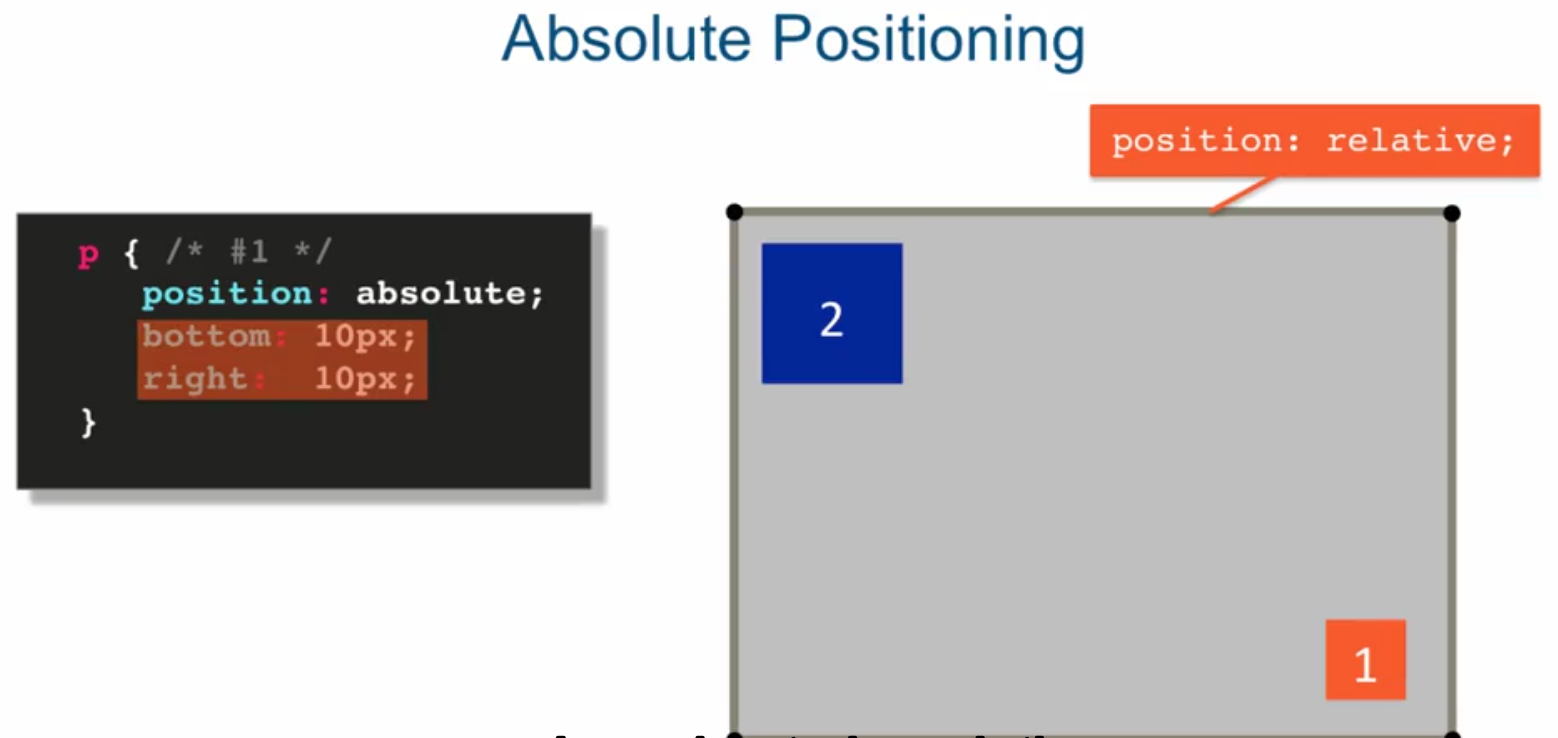 Absolute Positioning
position: relative;
p { /* #1 */
position: absolute;
bottom: 10px;
right: 10px;
}
2
1